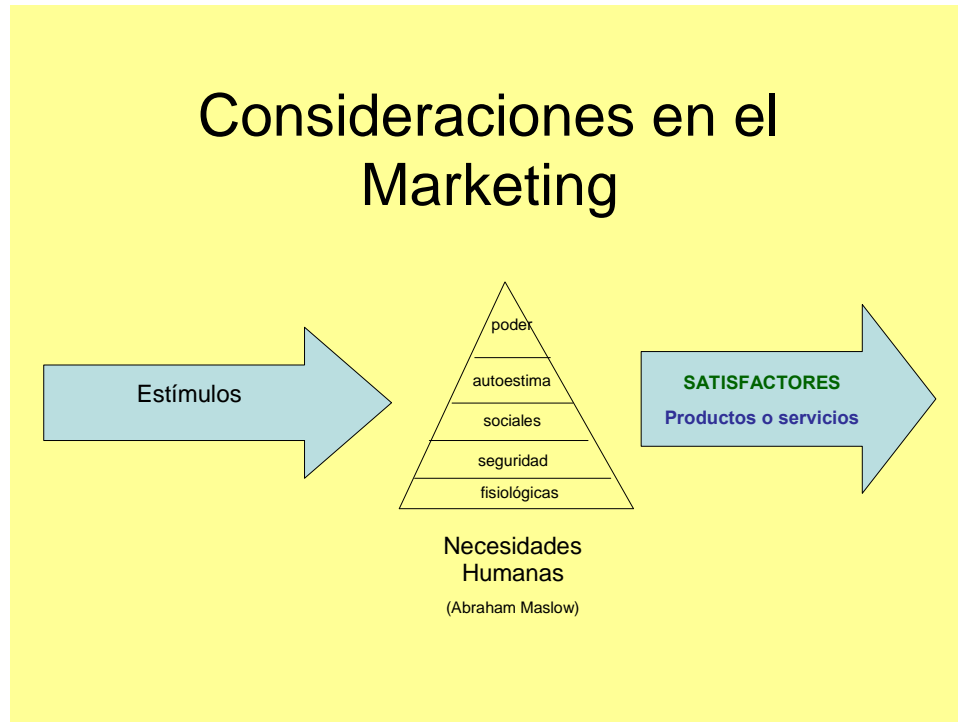 Consideraciones en el
Marketing
Estímulos
poder
autoestima
sociales
seguridad
fisiológicas
Necesidades
Humanas
(Abraham Maslow)
SATISFACTORES
Productos o servicios